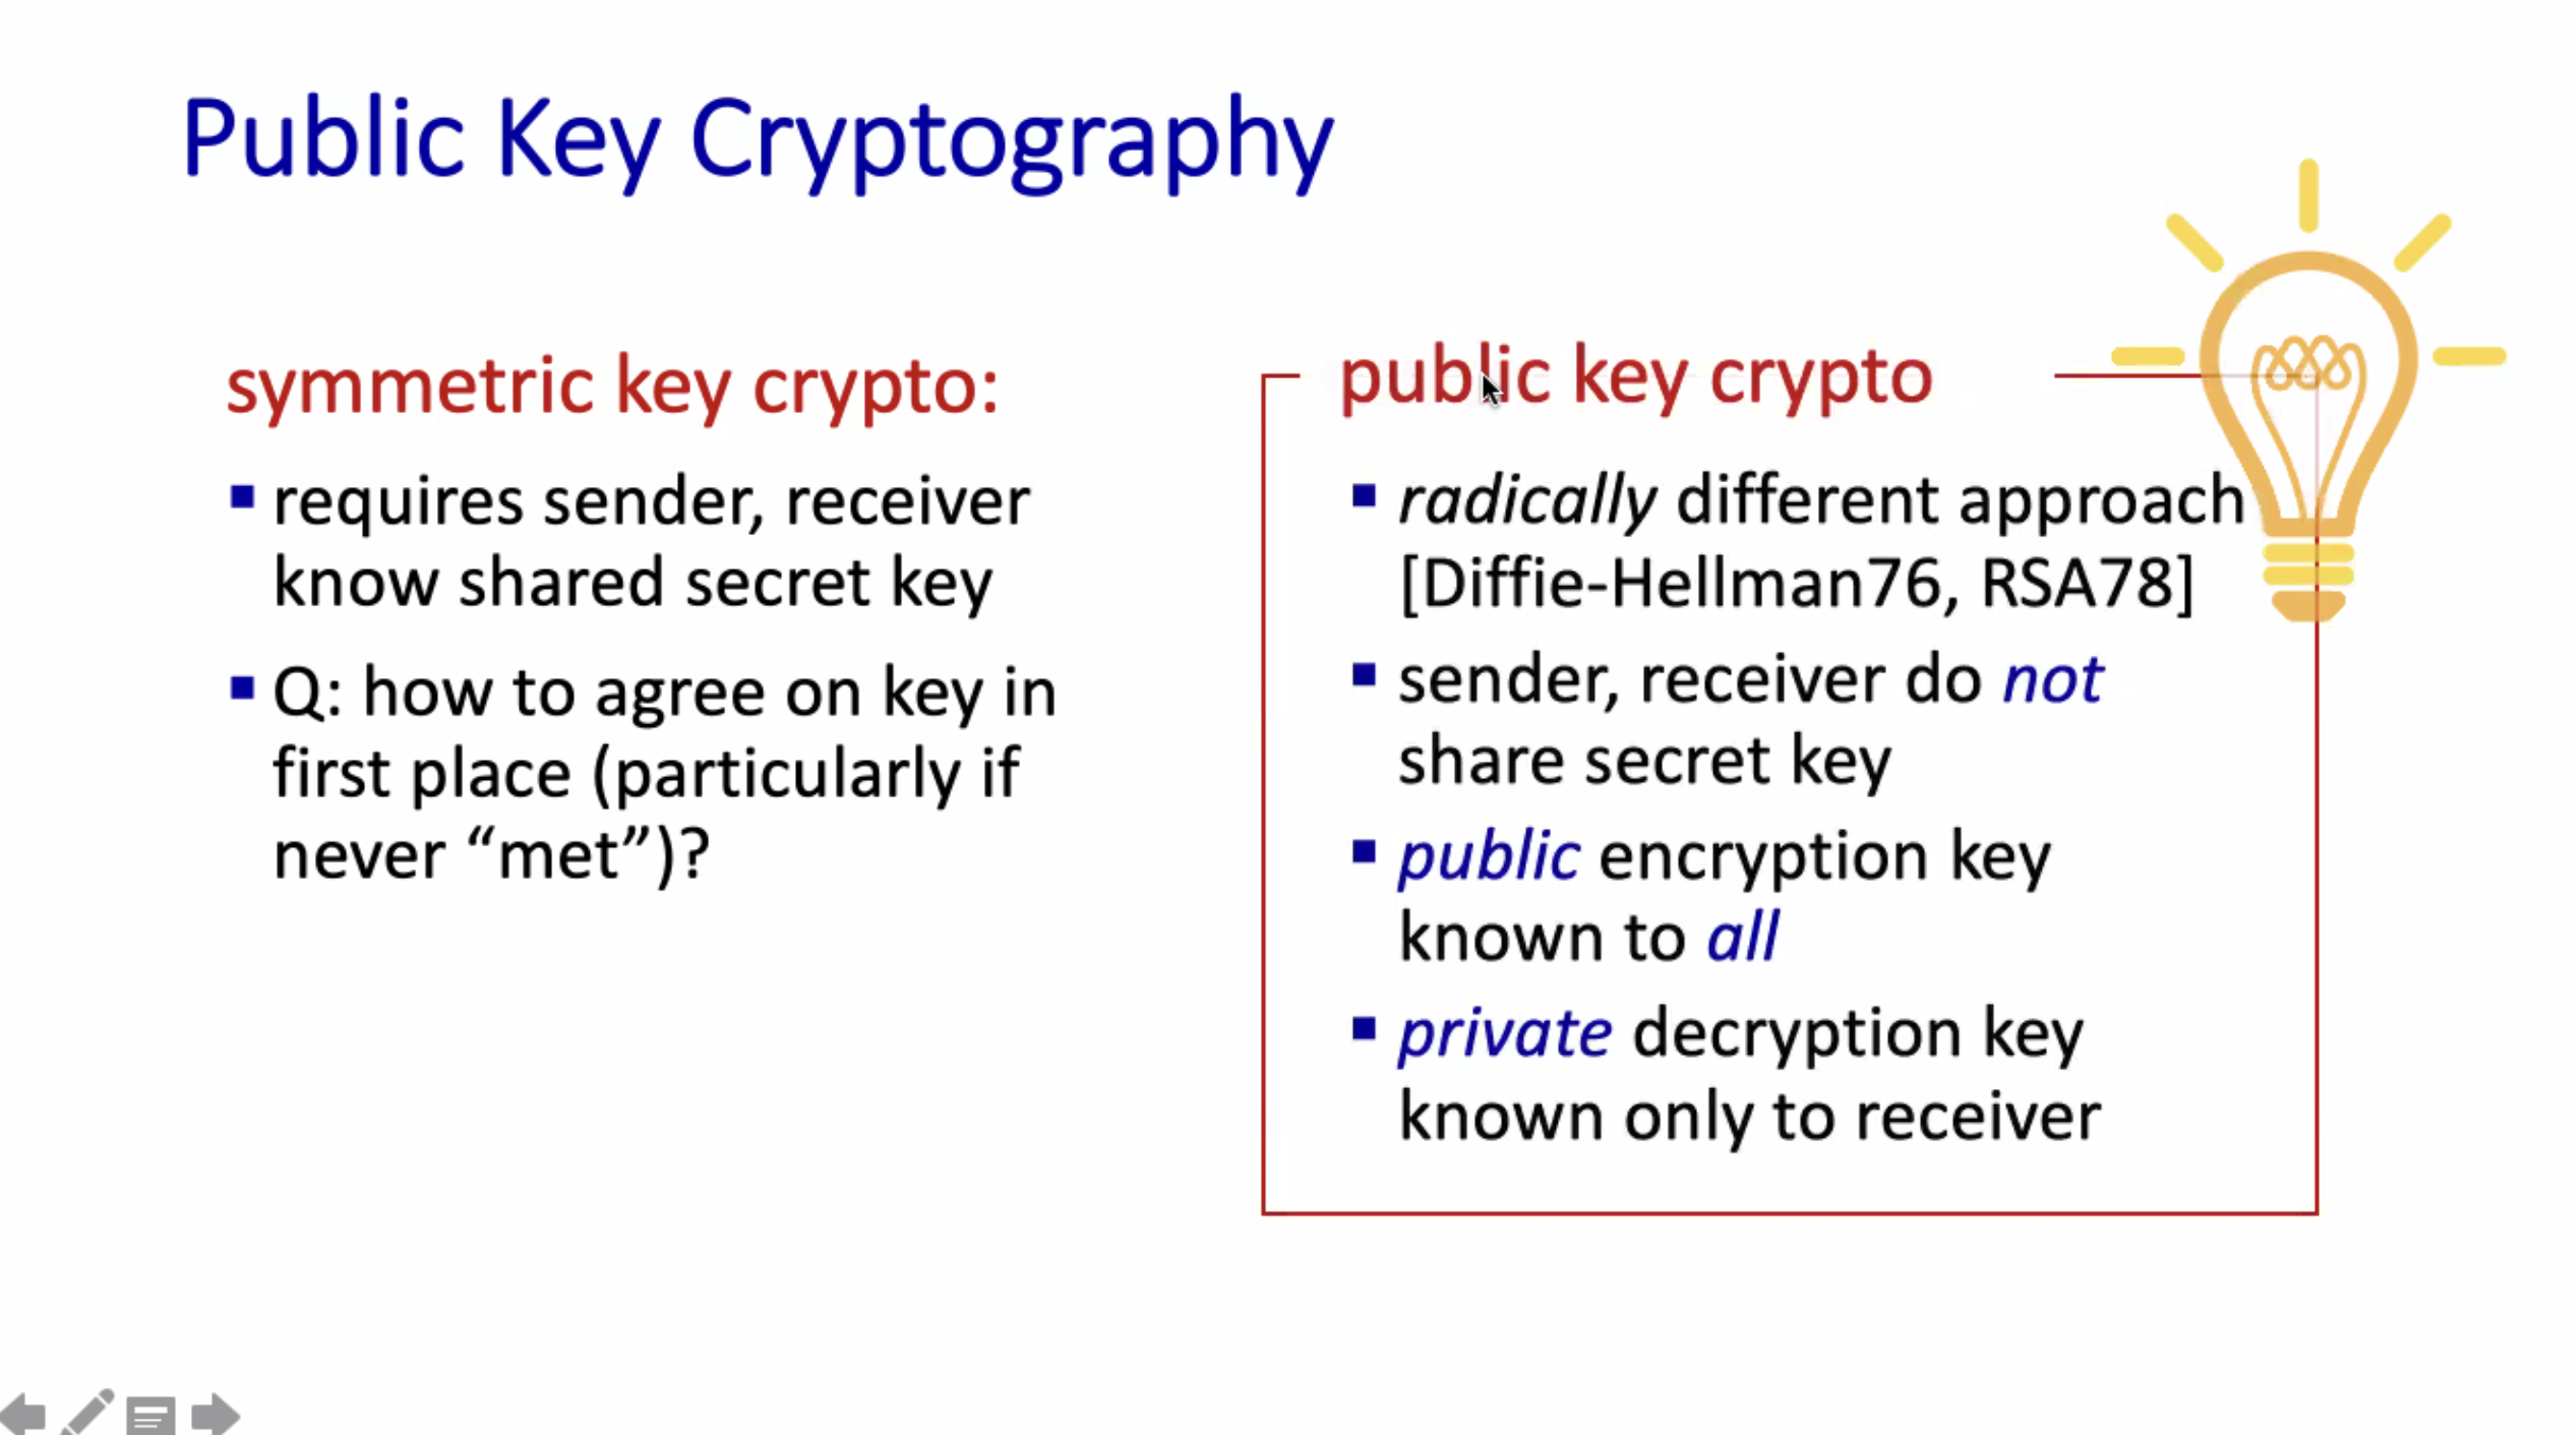 Public Key Cryptography
symmetric key crypto:
requires sender, receiver
know shared secret key
Q: how to agree on key in
first place (particularly if
never “met”)?
public key crypto
radically different approach
[Diffie-Hellman76, RSA78]
sender, receiver do not
share secret key
public encryption key
known to all
private decryption key
known only to receiver